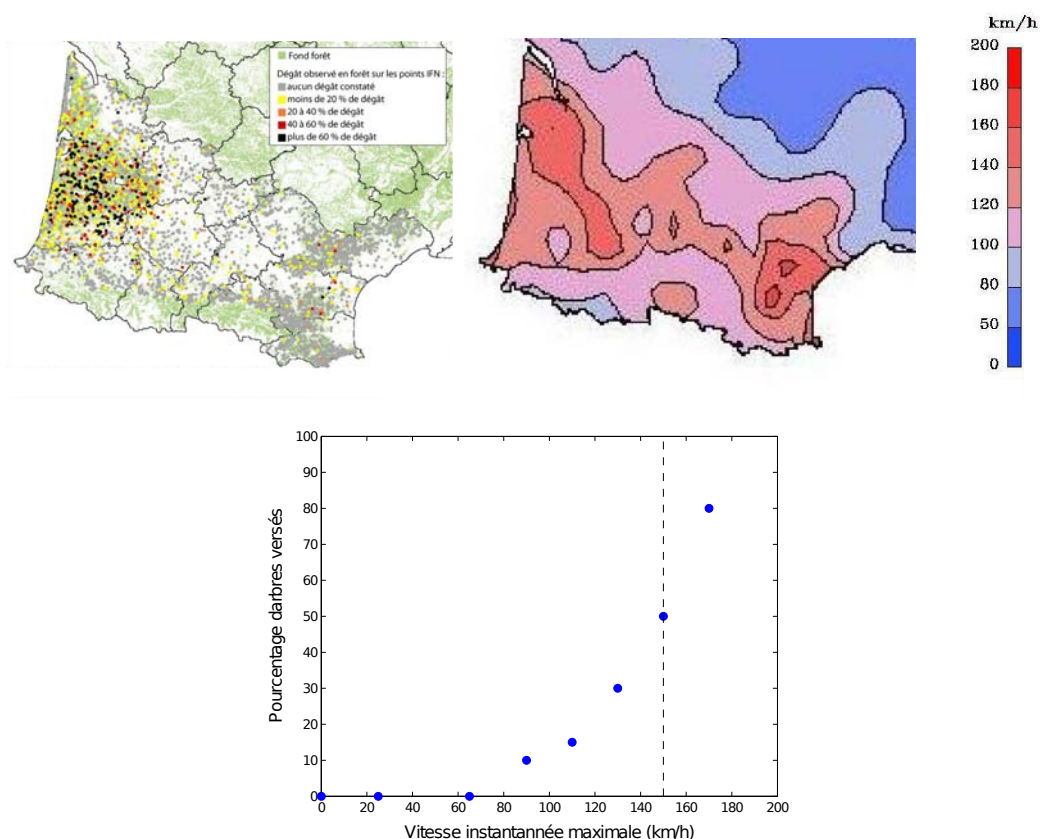 Fond forêt
Dégât observé en forêt sur les points IFN :
aucun dégât constaté
moins de 20 % de dégât
20 à 40 % de dégât
40 à 60 % de dégât
plus de 60 % de dégât
km/h
200
180
160
140
120
100
80
50
0
100
90
80
70
60
50
40
30
20
10
0
Pourcentage darbres versés
0 20 40 60 80 100 120 140 160 180 200
Vitesse instantannée maximale (km/h)